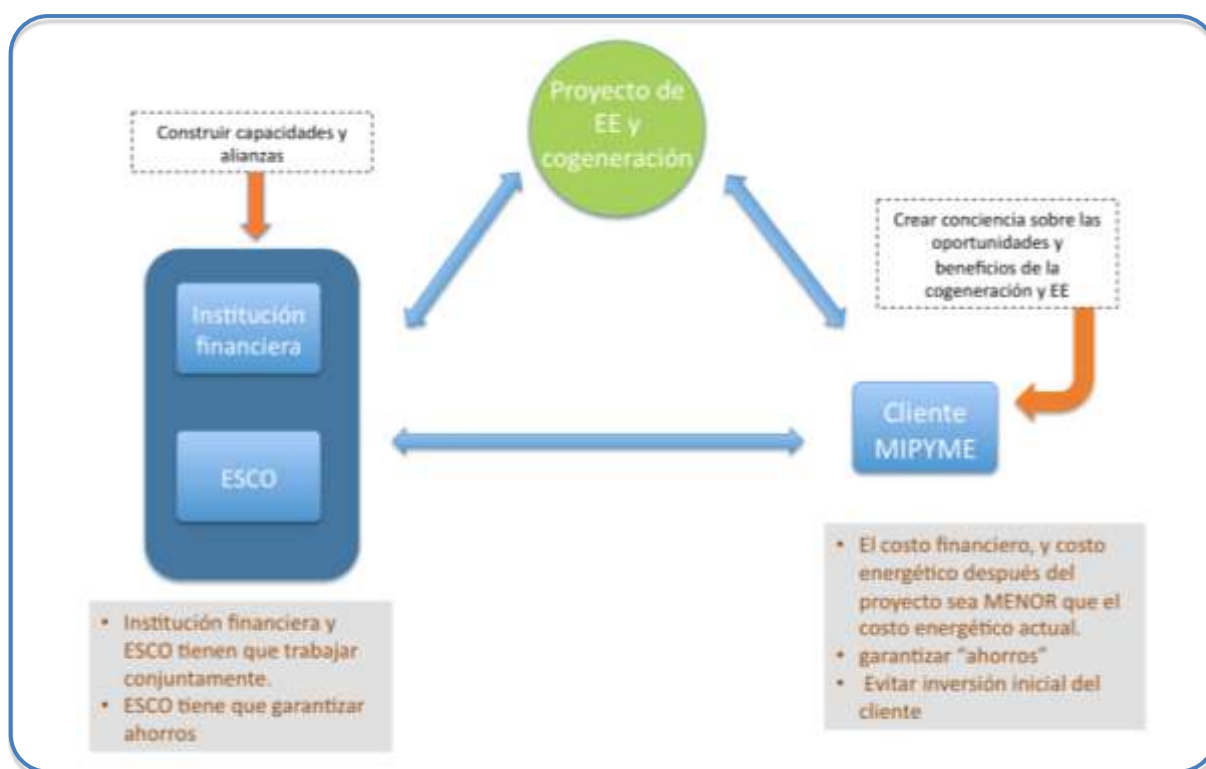 Proyecto de
EE y
cogeneración
Construir capacidades y
alianzas
Crear conciencia sobre las
oportunidades y
beneficios de la
cogeneración y EE
Institución
financiera
ESCO
Cliente
MIPYME
• Institución financiera y
ESCO tienen que trabajar
conjuntamente.
• ESCO tiene que garantizar
ahorros
• El costo financiero, y costo
energético después del
proyecto sea MENOR que el
costo energético actual.
• garantizar "ahorros"
• Evitar inversión inicial del
cliente